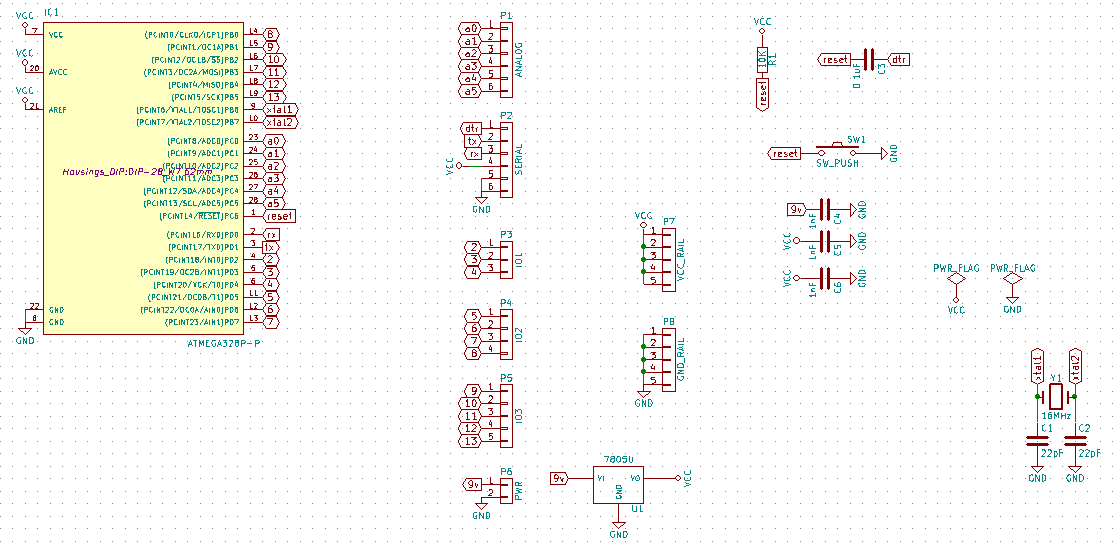 IC1
VCC
7
VCC
VCC
20
AVCC
VCC
21
AREF
22
GND
8
GND
GND
(PCINT0/CLKO/ICP1)PB0 14 8
(PCINT1/OC1A)PB1 15 9
(PCINT2/OC1B/SS)PB2 16 10
(PCINT3/OC2A/MOSI)PB3 17 11
(PCINT4/MISO)PB4 18 12
(PCINT5/SCK)PB5 19 13
(PCINT6/XTAL1/TOSC1)PB6 9 xtal1
(PCINT7/XTAL2/TOSC2)PB7 10 xtal2
(PCINT8/ADC0)PC0 23 a0
(PCINT9/ADC1)PC1 24 a1
(PCINT10/ADC2)PC2 25 a2
Housings_DIP:DIP-28_W7.62mm
(PCINT11/ADC3)PC3 26 a3
(PCINT12/SDA/ADC4)PC4 27 a4
(PCINT13/SCL/ADC5)PC5 28 a5
(PCINT14/RESET)PC6 1 reset
(PCINT16/RXD)PD0 2 rx
(PCINT17/TXD)PD1 3 tx
(PCINT18/INT0)PD2 4 2
(PCINT19/OC2B/INT1)PD3 5 3
(PCINT20/XCK/T0)PD4 6 4
(PCINT21/OC0B/T1)PD5 11 5
(PCINT22/OC0A/AIN0)PD6 12 6
(PCINT23/AIN1)PD7 13 7
ATMEGA328P-P
P1
a0 1
a1 2
a2 3
a3 4
a4 5
a5 6
ANALOG
P2
dtr 1
tx 2
rx 3
VCC 4
5
6
SERIAL
GND
P3
2 1
3 2
4 3
IO1
P4
5 1
6 2
7 3
8 4
IO2
P5
9 1
10 2
11 3
12 4
13 5
IO3
P6
9v 1
2
PWR
GND
VCC
P7
1
2
3
4
5
VCC_RAIL
P8
1
2
3
4
5
GND_RAIL
GND
7805U
9v
VI
VO
GND
VCC
U1
GND
VCC
10K
R1
reset
reset
0.1uF
C3
dtr
reset
SW1
SW_PUSH
GND
9v
1nF
C4
GND
VCC
1nF
C5
GND
VCC
1nF
C6
GND
PWR_FLAG
VCC
PWR_FLAG
GND
xtal1
xtal2
Y1
16MHz
C1
22pF
GND
C2
22pF
GND